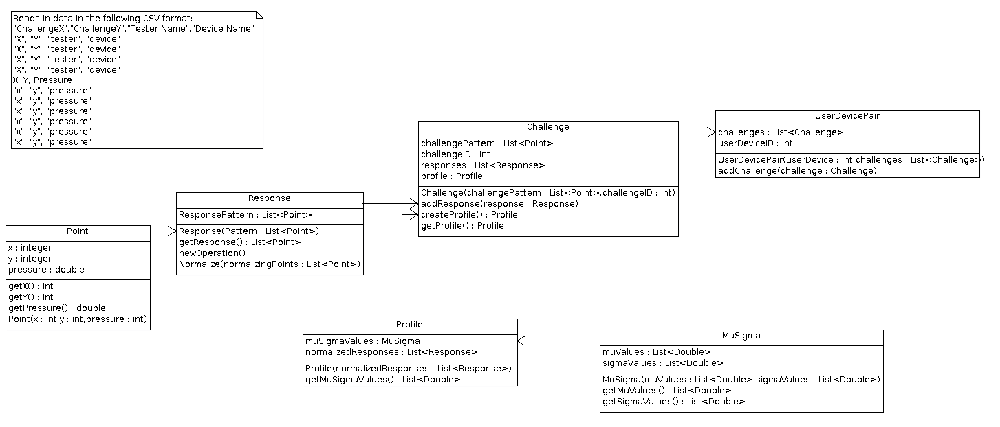 Reads in data in the following CSV format:
"ChallengeX","ChallengeY","Tester Name","Device Name"
"X", "Y", "tester", "device"
"X", "Y", "tester", "device"
"X", "Y", "tester", "device"
"X", "Y", "tester", "device"
X, Y, Pressure
"x", "y", "pressure"
"x", "y", "pressure"
"x", "y", "pressure"
"x", "y", "pressure"
"x", "y", "pressure"
"x", "y", "pressure"
Point
x : integer
y : integer
pressure : double
getX() : int
getY() : int
getPressure() : double
Point(x : int,y : int,pressure : int)
Response
ResponsePattern : List<Point>
Response(Pattern : List<Point>)
getResponse() : List<Point>
newOperation()
Normalize(normalizingPoints : List<Point>)
Challenge
challengePattern : List<Point>
challengeID : int
responses : List<Response>
profile : Profile
Challenge(challengePattern : List<Point>,challengeID : int)
addResponse(response : Response)
createProfile() : Profile
getProfile() : Profile
UserDevicePair
challenges : List<Challenge>
userDeviceID : int
UserDevicePair(userDevice : int,challenges : List<Challenge>)
addChallenge(challenge : Challenge)
Profile
muSigmaValues : MuSigma
normalizedResponses : List<Response>
Profile(normalizedResponses : List<Response>)
getMuSigmaValues() : List<Double>
MuSigma
muValues : List<Double>
sigmaValues : List<Double>
MuSigma(muValues : List<Double>,sigmaValues : List<Double>)
getMuValues() : List<Double>
getSigmaValues() : List<Double>